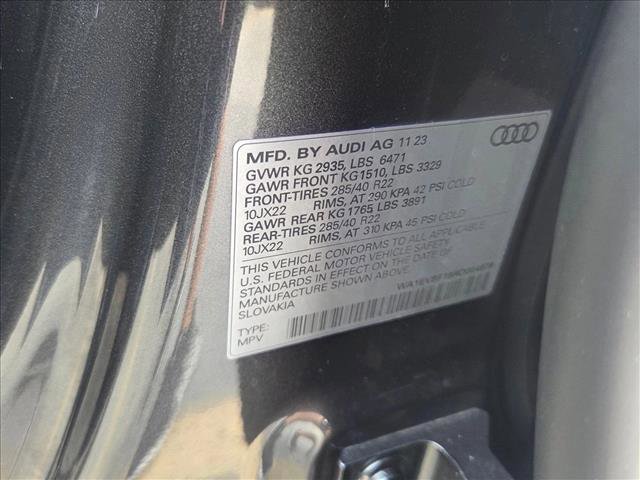 MFD. BY AUDI AG 11 23
GVWR KG 2935, LBS 6471
GAWR FRONT KG1510, LBS 3329
FRONT-TIRES 285/40 R22
10JX22 RIMS, AT 290 KPA 42 PSI COLD
GAWR REAR KG 1765 LBS 3891
REAR-TIRES 285/40 R22
10JX22 RIMS, AT 310 KPA 45 PSI COLD
THIS VEHICLE CONFORMS TO ALL APPLICABLE
U.S. FEDERAL MOTOR VEHICLE SAFETY
STANDARDS IN EFFECT ON THE DATE OF
MANUFACTURE SHOWN ABOVE.
SLOVAKIA
TYPE:
MPV